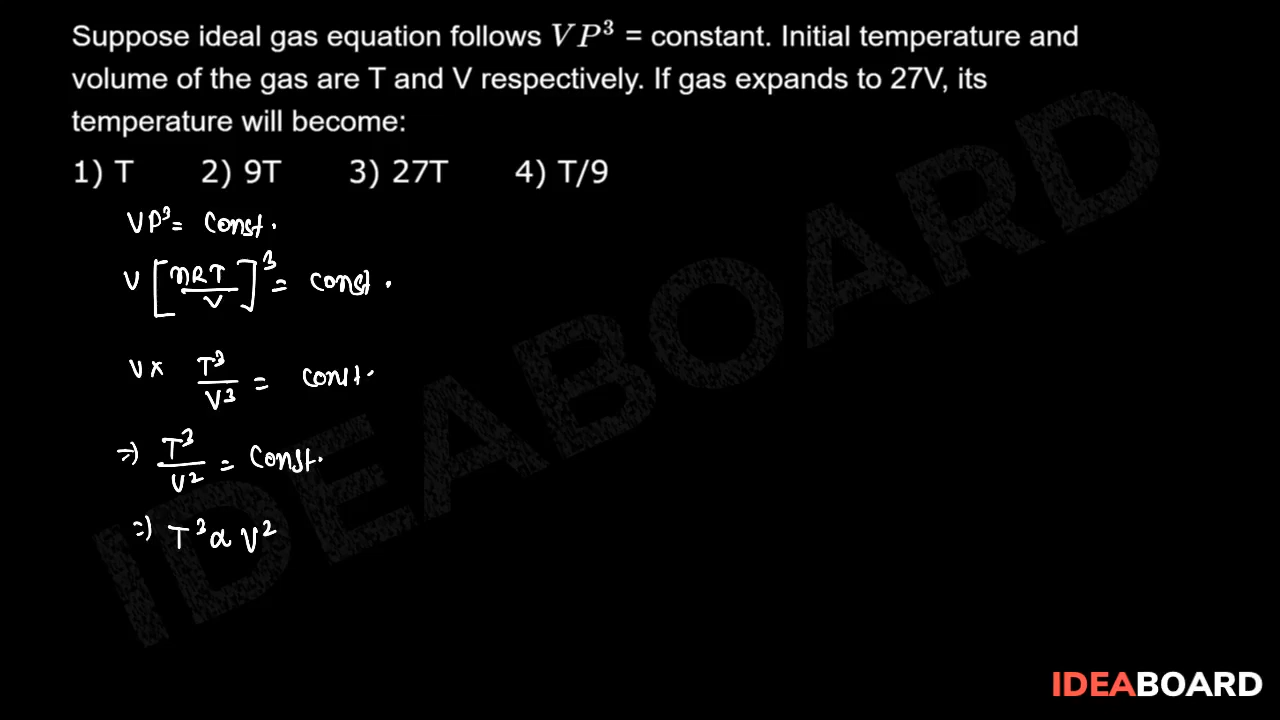 Suppose ideal gas equation follows VP³ = constant. Initial temperature and
volume of the gas are T and V respectively. If gas expands to 27V, its
temperature will become:
1) T 2) 9T 3) 27T 4) T/9
VP³ = const.
V [nRT/V]³ = const.
V × T³/V³ = const.
⇒ T³/V² = const.
⇒ T³ ∝ V²
IDEABOARD
IDEABOARD